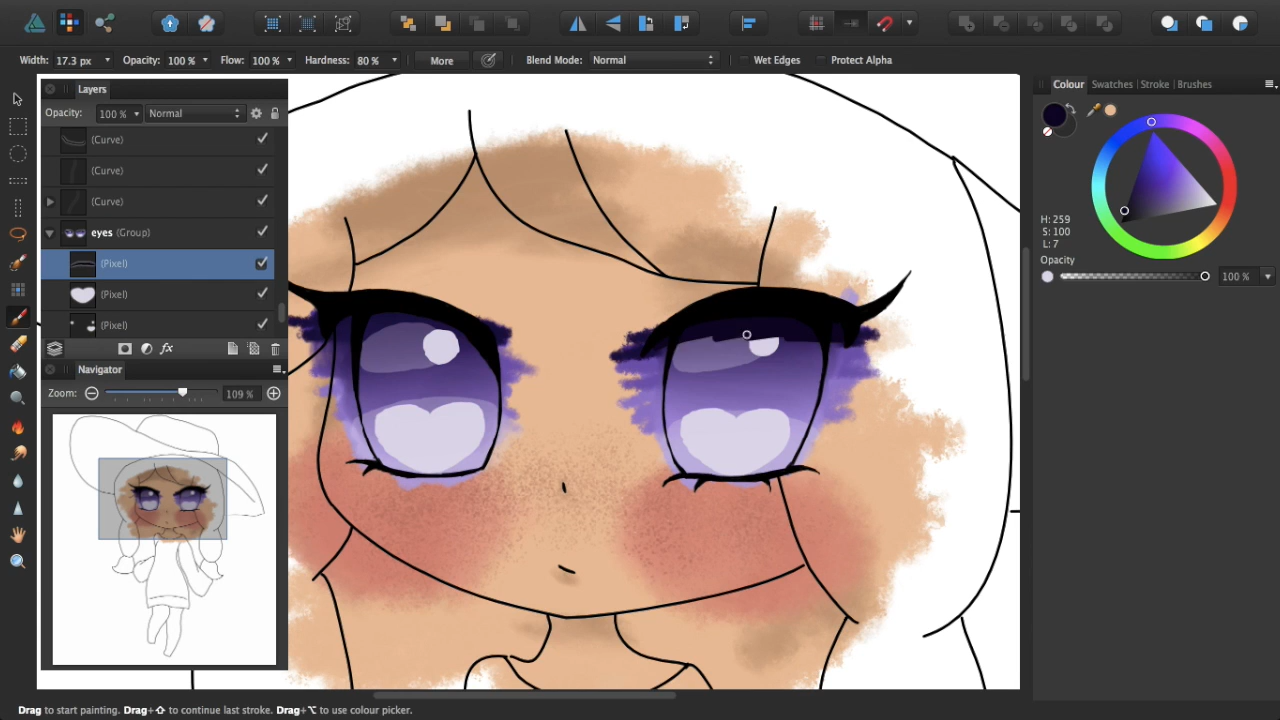 Width: 17.3 px Opacity: 100 % Flow: 100 % Hardness: 80 % More Blend Mode: Normal Wet Edges Protect Alpha
Layers
Opacity: 100 % Normal
(Curve)
(Curve)
(Curve)
eyes (Group)
(Pixel)
(Pixel)
(Pixel)
fx
Navigator
Zoom: 109 %
Colour Swatches Stroke Brushes
H: 259
S: 100
L: 7
Opacity
100 %
Drag to start painting. Drag+⇧ to continue last stroke. Drag+⌥ to use colour picker.